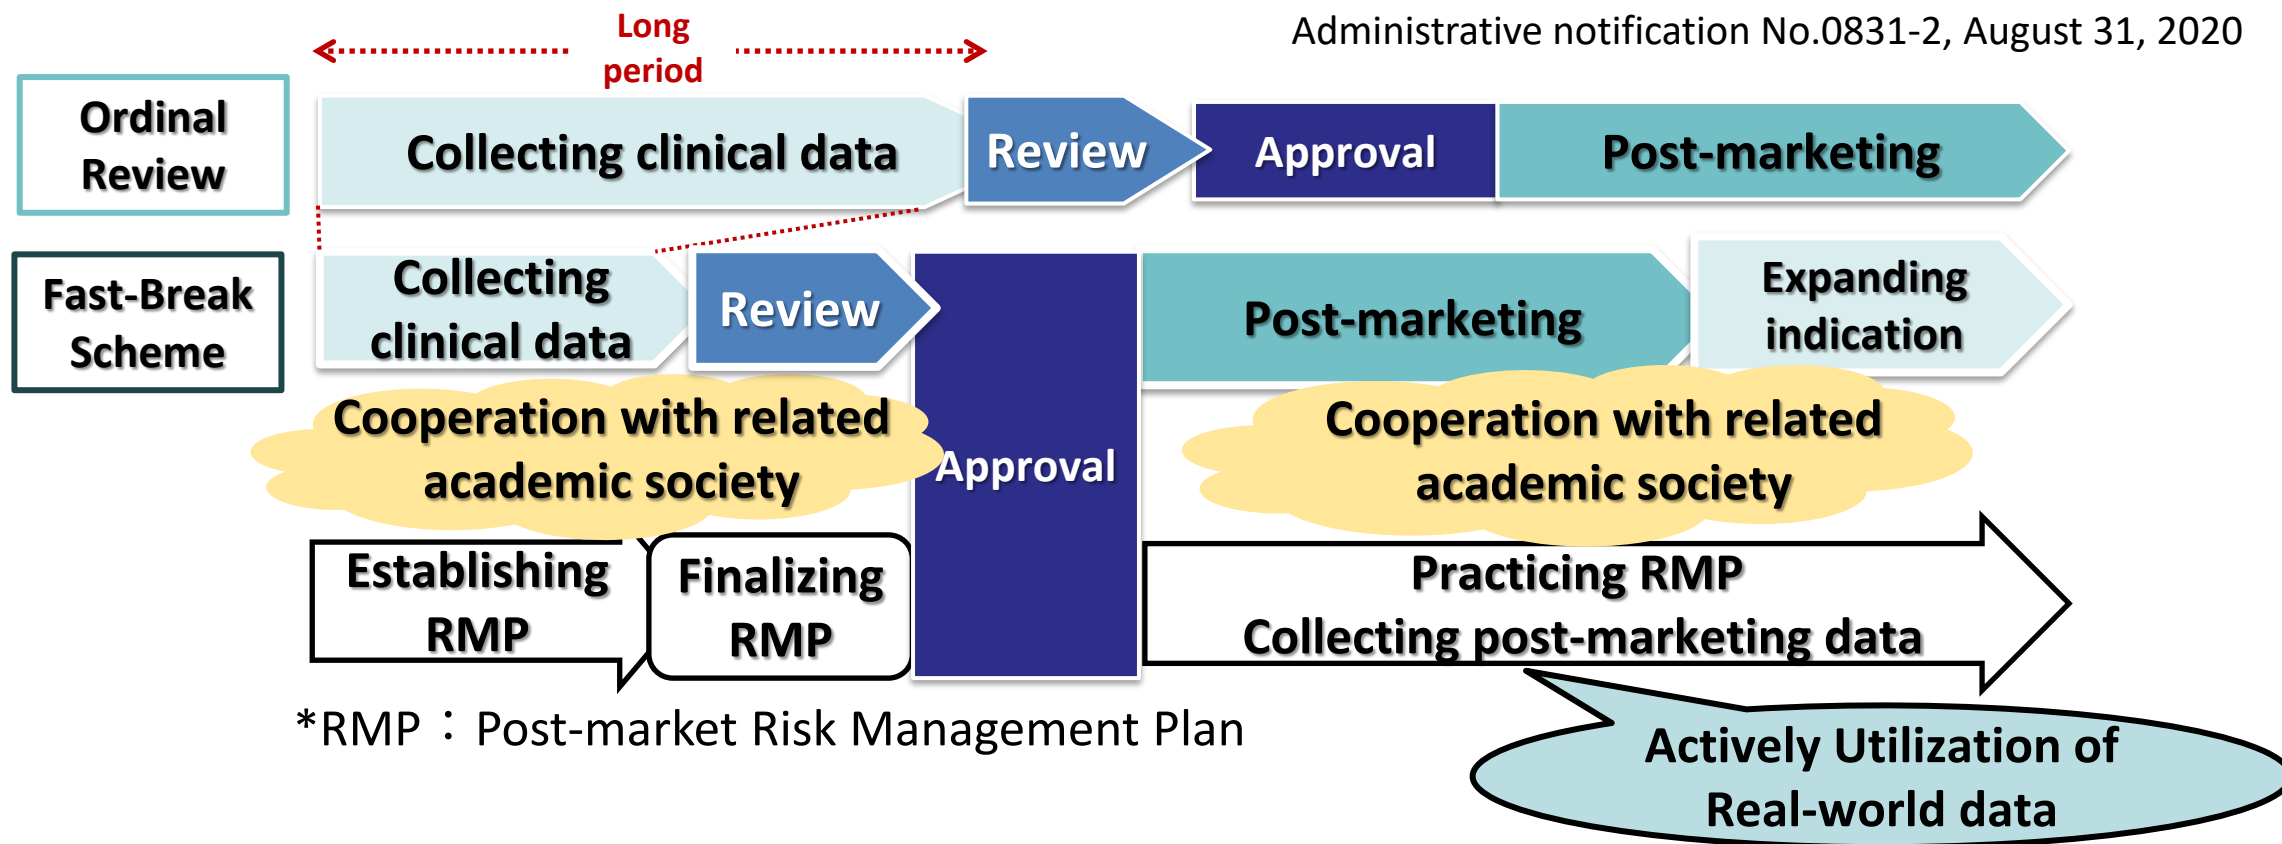 Long
period
Administrative notification No.0831-2, August 31, 2020
Ordinal
Review
Collecting clinical data
Review
Approval
Post-marketing
Fast-Break
Scheme
Collecting
clinical data
Review
Approval
Post-marketing
Expanding
indication
Cooperation with related
academic society
Cooperation with related
academic society
Establishing
RMP
Finalizing
RMP
Practicing RMP
Collecting post-marketing data
*RMP：Post-market Risk Management Plan
Actively Utilization of
Real-world data